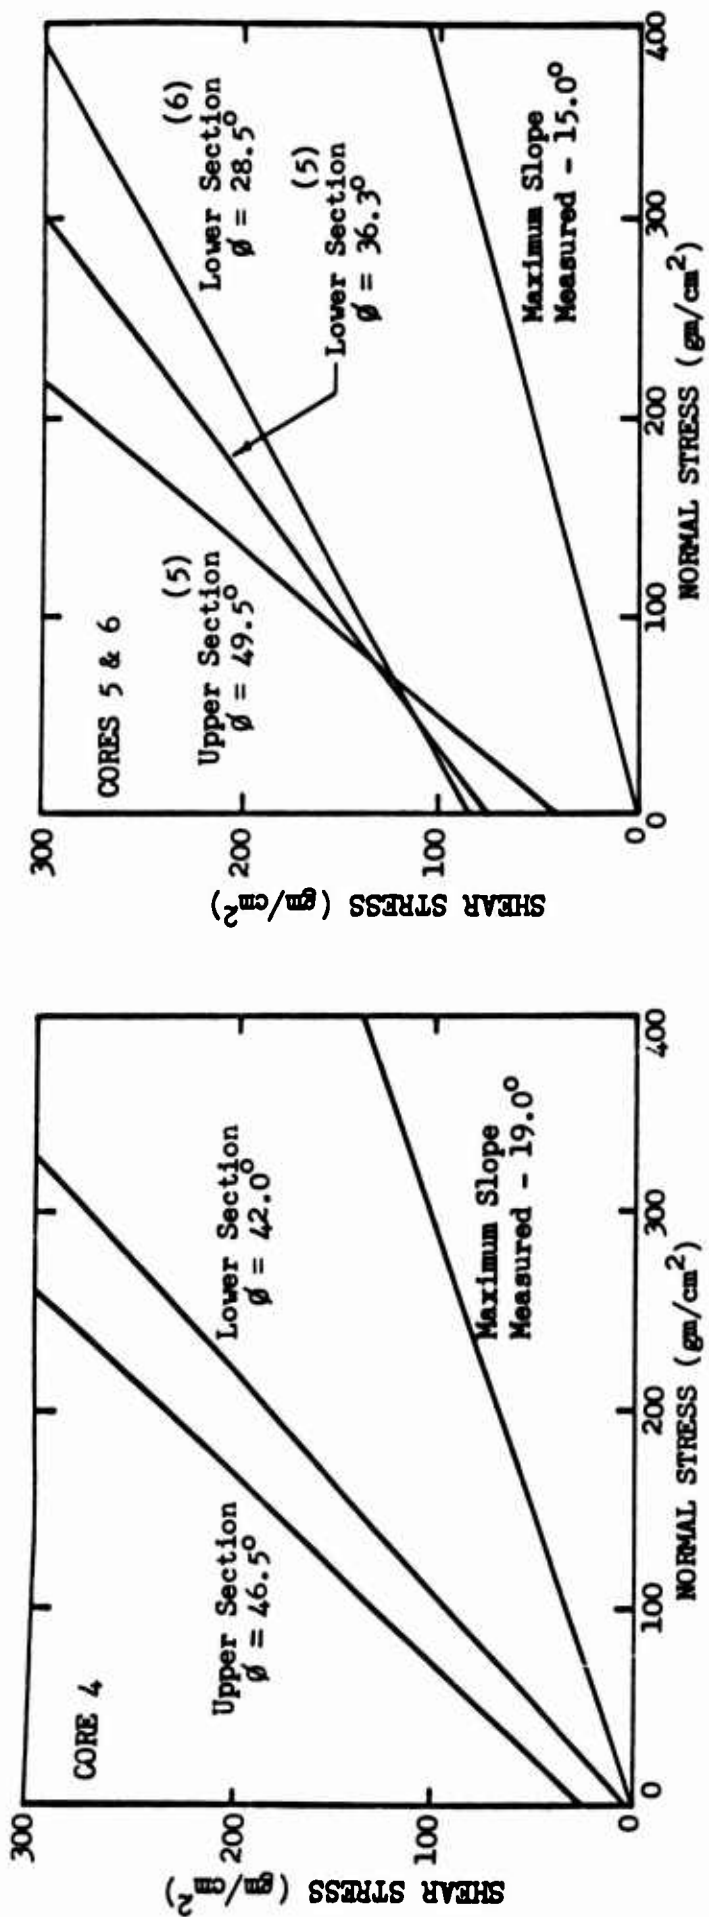 CORE 4
Upper Section
ø = 46.5°
Lower Section
ø = 42.0°
Maximum Slope
Measured - 19.0°
SHEAR STRESS (gm/cm²)
300
200
100
0
0
100
200
300
400
NORMAL STRESS (gm/cm²)
CORES 5 & 6
Upper Section
(5)
ø = 49.5°
Lower Section
(6)
ø = 28.5°
Lower Section
(5)
ø = 36.3°
Maximum Slope
Measured - 15.0°
SHEAR STRESS (gm/cm²)
300
200
100
0
0
100
200
300
400
NORMAL STRESS (gm/cm²)